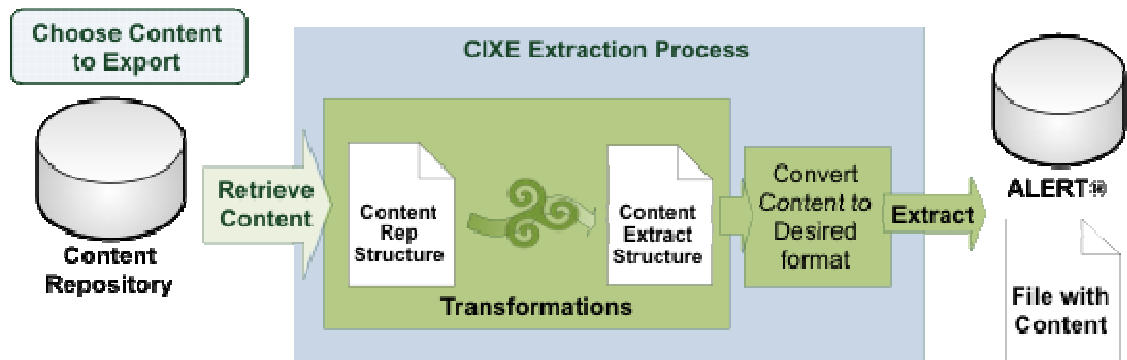 Choose Content
to Export
CIXE Extraction Process
Retrieve
Content
Content
Rep
Structure
Content
Extract
Structure
Transformations
Convert
Content to
Desired
format
Extract
Content
Repository
ALERT®
File with
Content